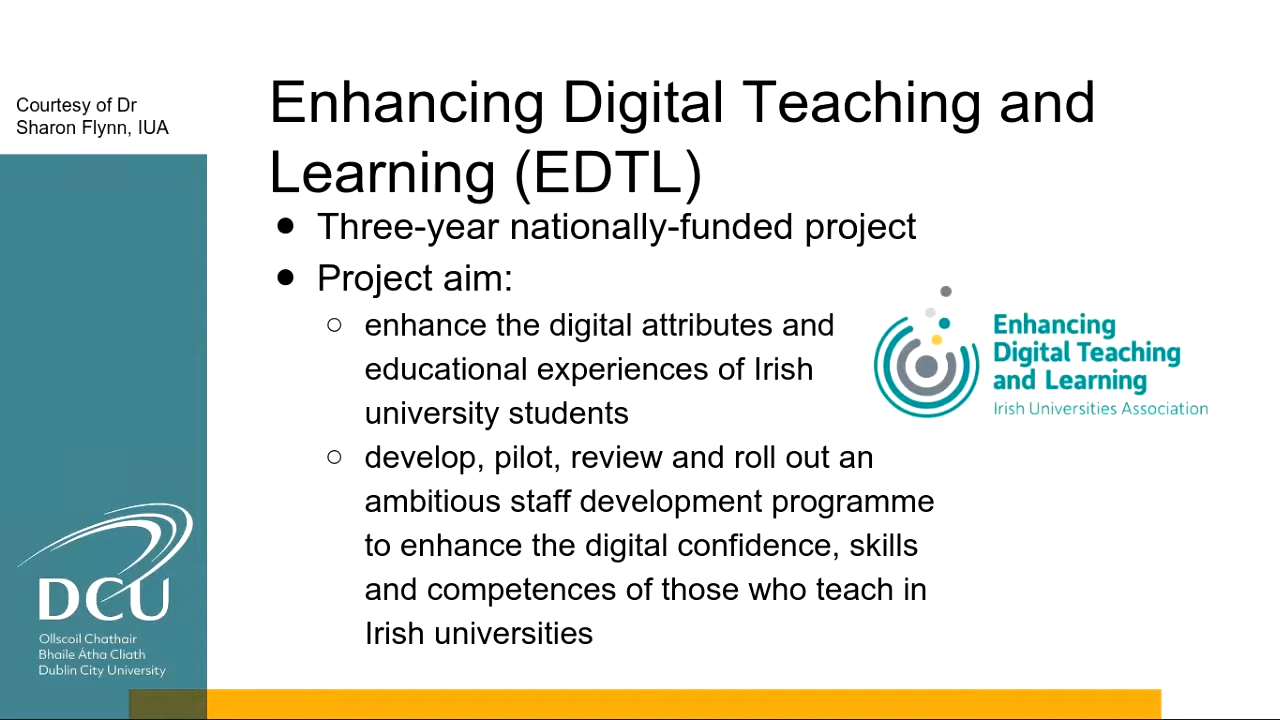 Courtesy of Dr
Sharon Flynn, IUA
Enhancing Digital Teaching and
Learning (EDTL)
● Three-year nationally-funded project
● Project aim:
○ enhance the digital attributes and
educational experiences of Irish
university students
○ develop, pilot, review and roll out an
ambitious staff development programme
to enhance the digital confidence, skills
and competences of those who teach in
Irish universities
Enhancing
Digital Teaching
and Learning
Irish Universities Association
DCU
Ollscoil Chathair
Bhaile Átha Cliath
Dublin City University